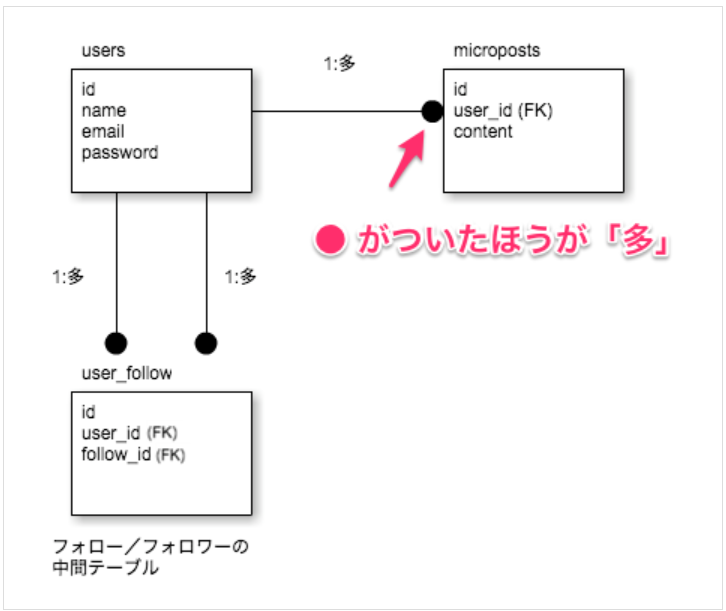 users
1:多
microposts
id
name
email
password
id
user_id (FK)
content
● がついたほうが「多」
1:多
1:多
user_follow
id
user_id (FK)
follow_id (FK)
フォロー／フォロワーの
中間テーブル